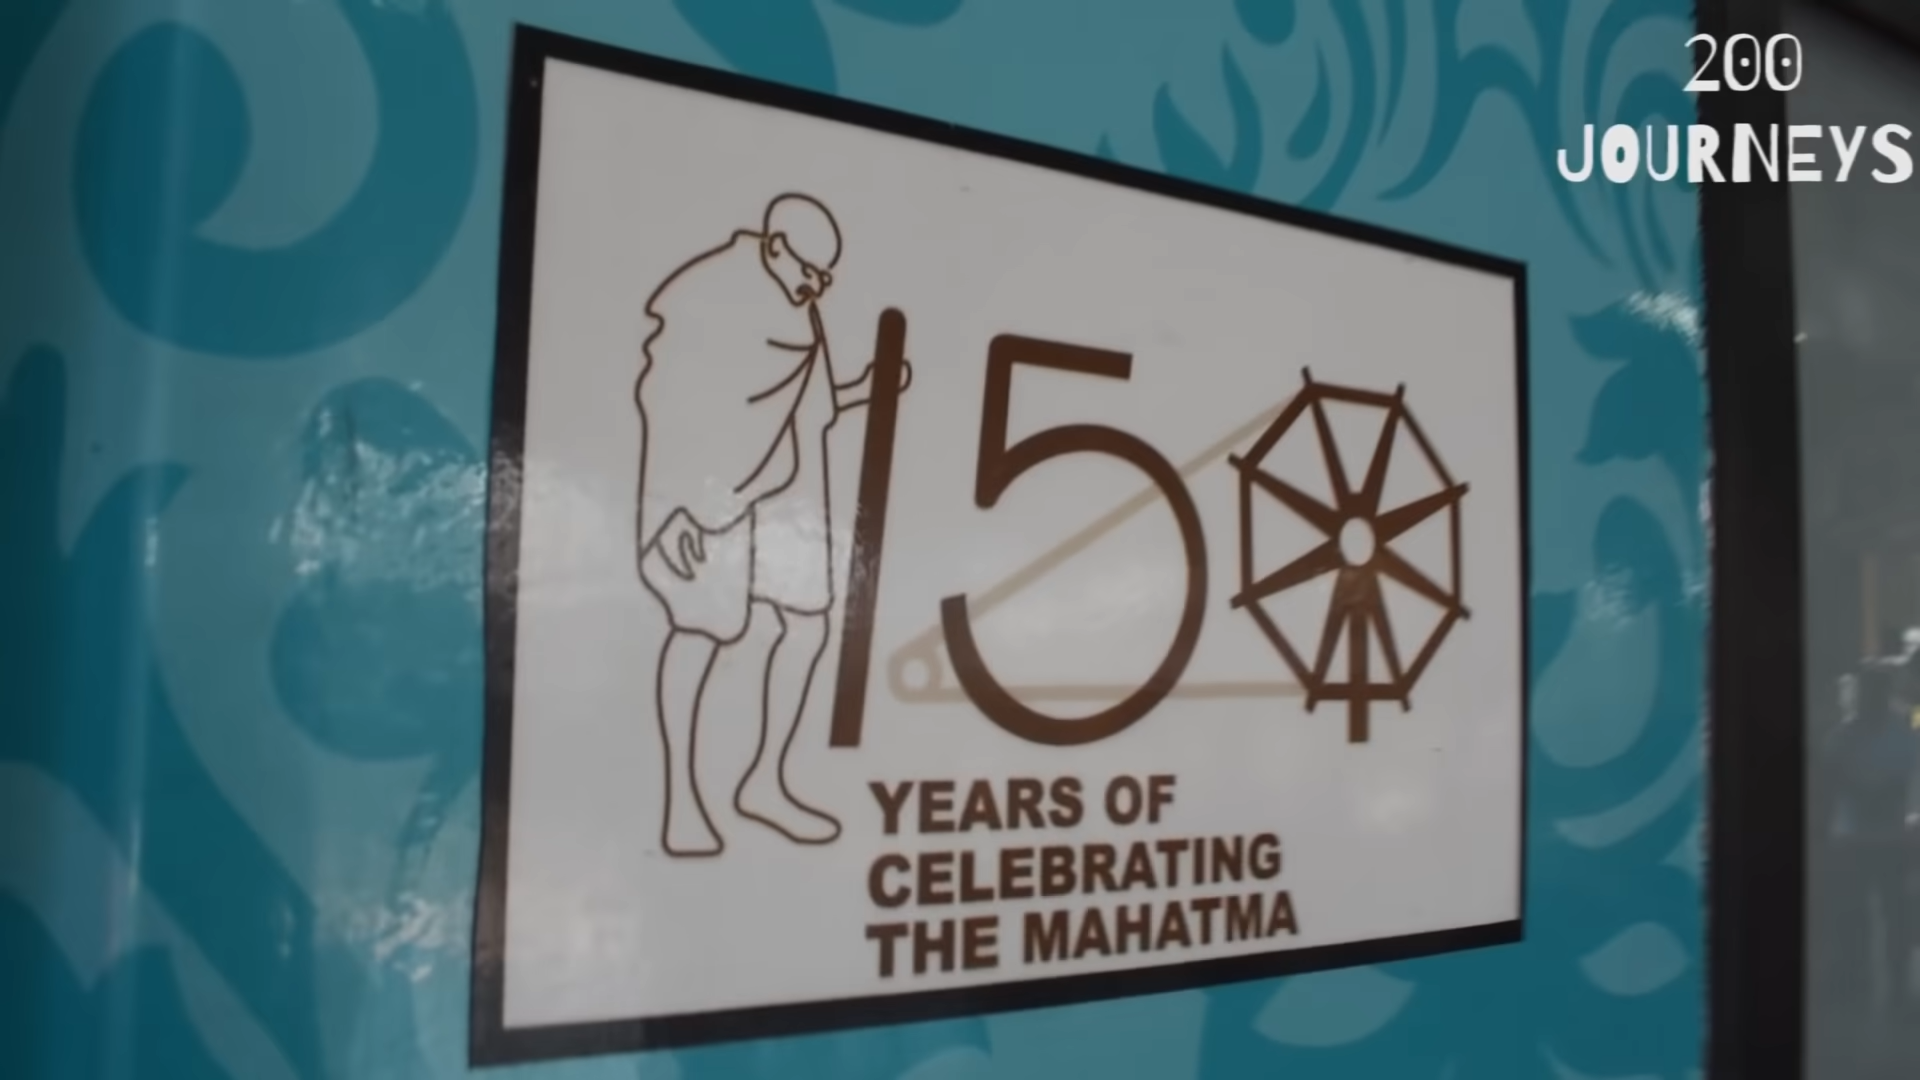 200
JOURNEYS
150
YEARS OF
CELEBRATING
THE MAHATMA